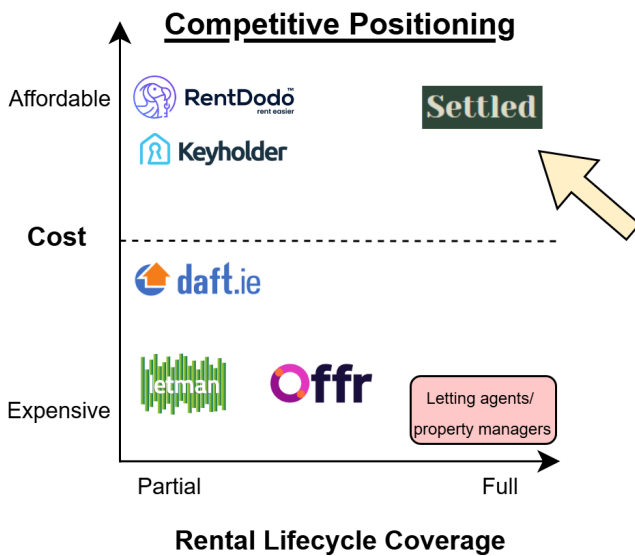 Competitive Positioning
Affordable
RentDodo™
rent easier
Settled
Keyholder
Cost
daft.ie
letman
Offr
Letting agents/
property managers
Expensive
Partial
Full
Rental Lifecycle Coverage